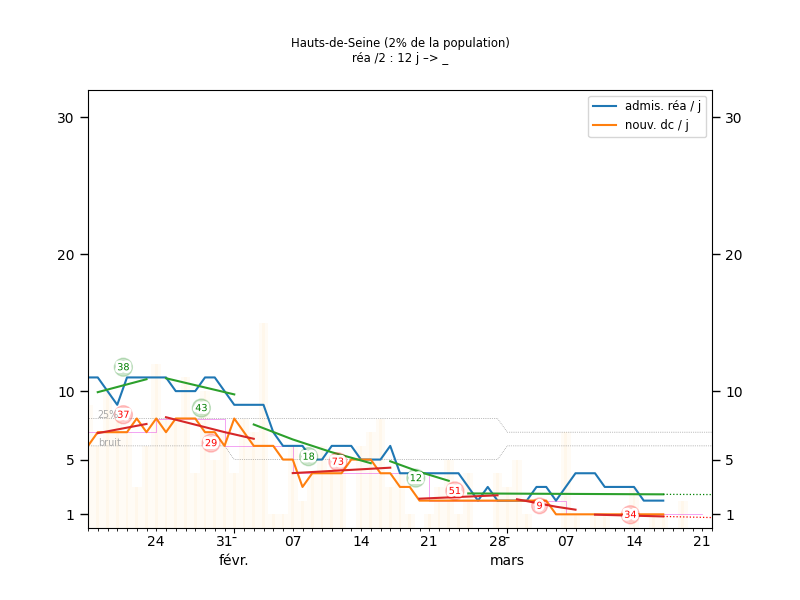 Hauts-de-Seine (2% de la population)
réa /2 : 12 j –> _
admis. réa / j
nouv. dc / j
30 30
20 20
10 10
5 5
1 1
38
25%
37
43
bruit
29
18
73
12
51
9
34
24 31 07 14 21 28 07 14 21
févr. mars